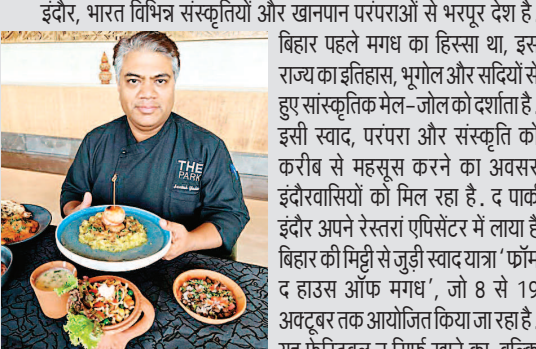 इंदौर, भारत विभिन्न संस्कृतियों और खानपान परंपराओं से भरपूर देश है.
बिहार पहले मगध का हिस्सा था, इस
राज्य का इतिहास, भूगोल और सदियों से
हुए सांस्कृतिक मेल-जोल को दर्शाता है.
इसी स्वाद, परंपरा और संस्कृति को
करीब से महसूस करने का अवसर
इंदौरवासियों को मिल रहा है. द पार्क
इंदौर अपने रेस्तरां एपिसेंटर में लाया है
बिहार की मिट्टी से जुड़ी स्वाद यात्रा ‘फ्रॉम
द हाउस ऑफ मगध’, जो 8 से 19
अक्टूबर तक आयोजित किया जा रहा है.
THE
PARK